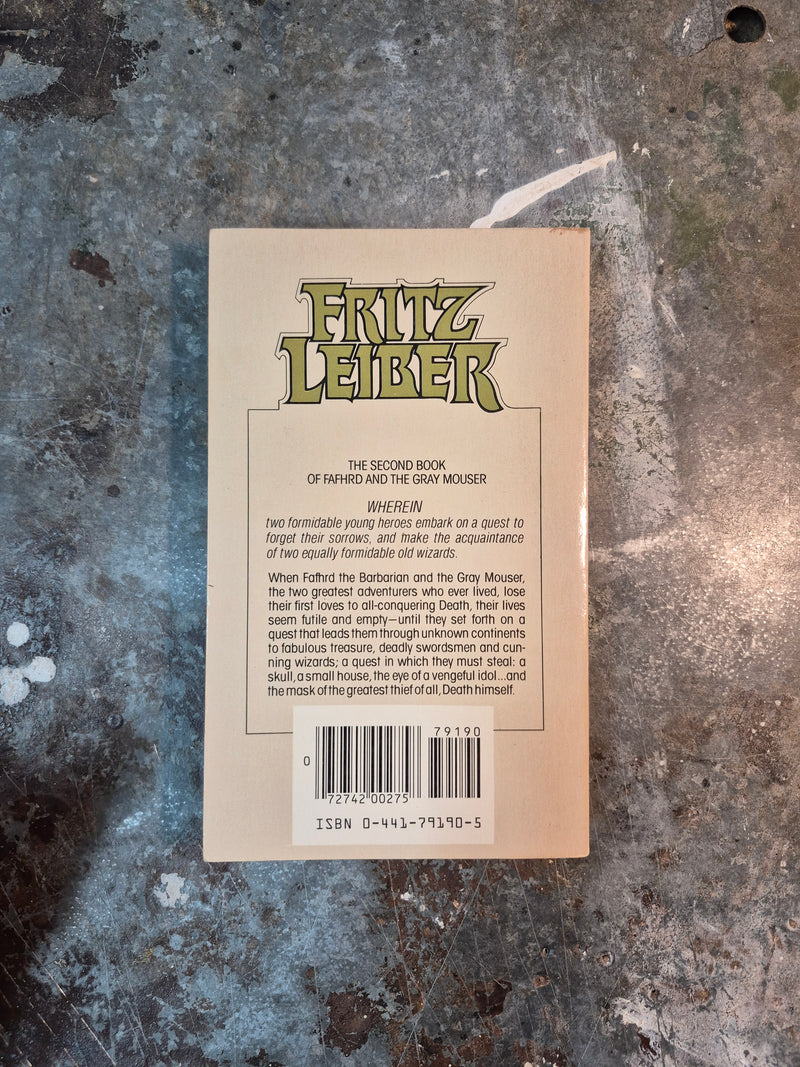 FRITZ
LEIBER
THE SECOND BOOK
OF FAFHRD AND THE GRAY MOUSER
WHEREIN
two formidable young heroes embark on a quest to
forget their sorrows, and make the acquaintance
of two equally formidable old wizards.
When Fafhrd the Barbarian and the Gray Mouser,
the two greatest adventurers who ever lived, lose
their first loves to all-conquering Death, their lives
seem futile and empty—until they set forth on a
quest that leads them through unknown continents
to fabulous treasure, deadly swordsmen and cun-
ning wizards; a quest in which they must steal: a
skull, a small house, the eye of a vengeful idol...and
the mask of the greatest thief of all, Death himself.
79190
0
72742 00275
ISBN 0-441-79190-5